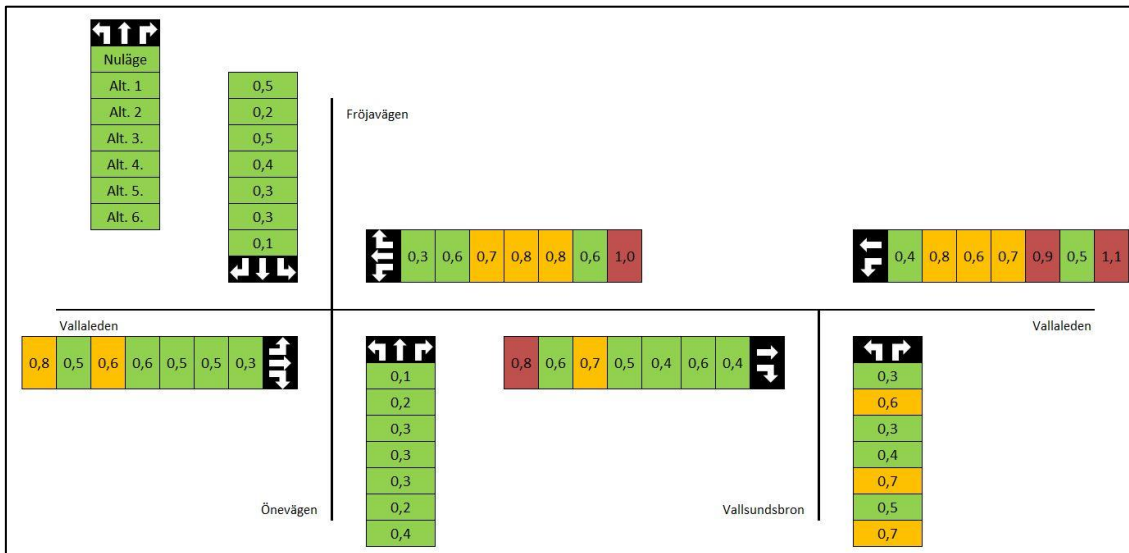 Nuläge
Alt. 1
Alt. 2
Alt. 3.
Alt. 4.
Alt. 5.
Alt. 6.
0,5
0,2
0,5
0,4
0,3
0,3
0,1
Fröjavägen
0,3 0,6 0,7 0,8 0,8 0,6 1,0
0,4 0,8 0,6 0,7 0,9 0,5 1,1
Vallaleden
Vallaleden
0,8 0,5 0,6 0,6 0,5 0,5 0,3
0,1
0,2
0,3
0,3
0,3
0,2
0,4
Önevägen
0,8 0,6 0,7 0,5 0,4 0,6 0,4
0,3
0,6
0,3
0,4
0,7
0,5
0,7
Vallsundsbron